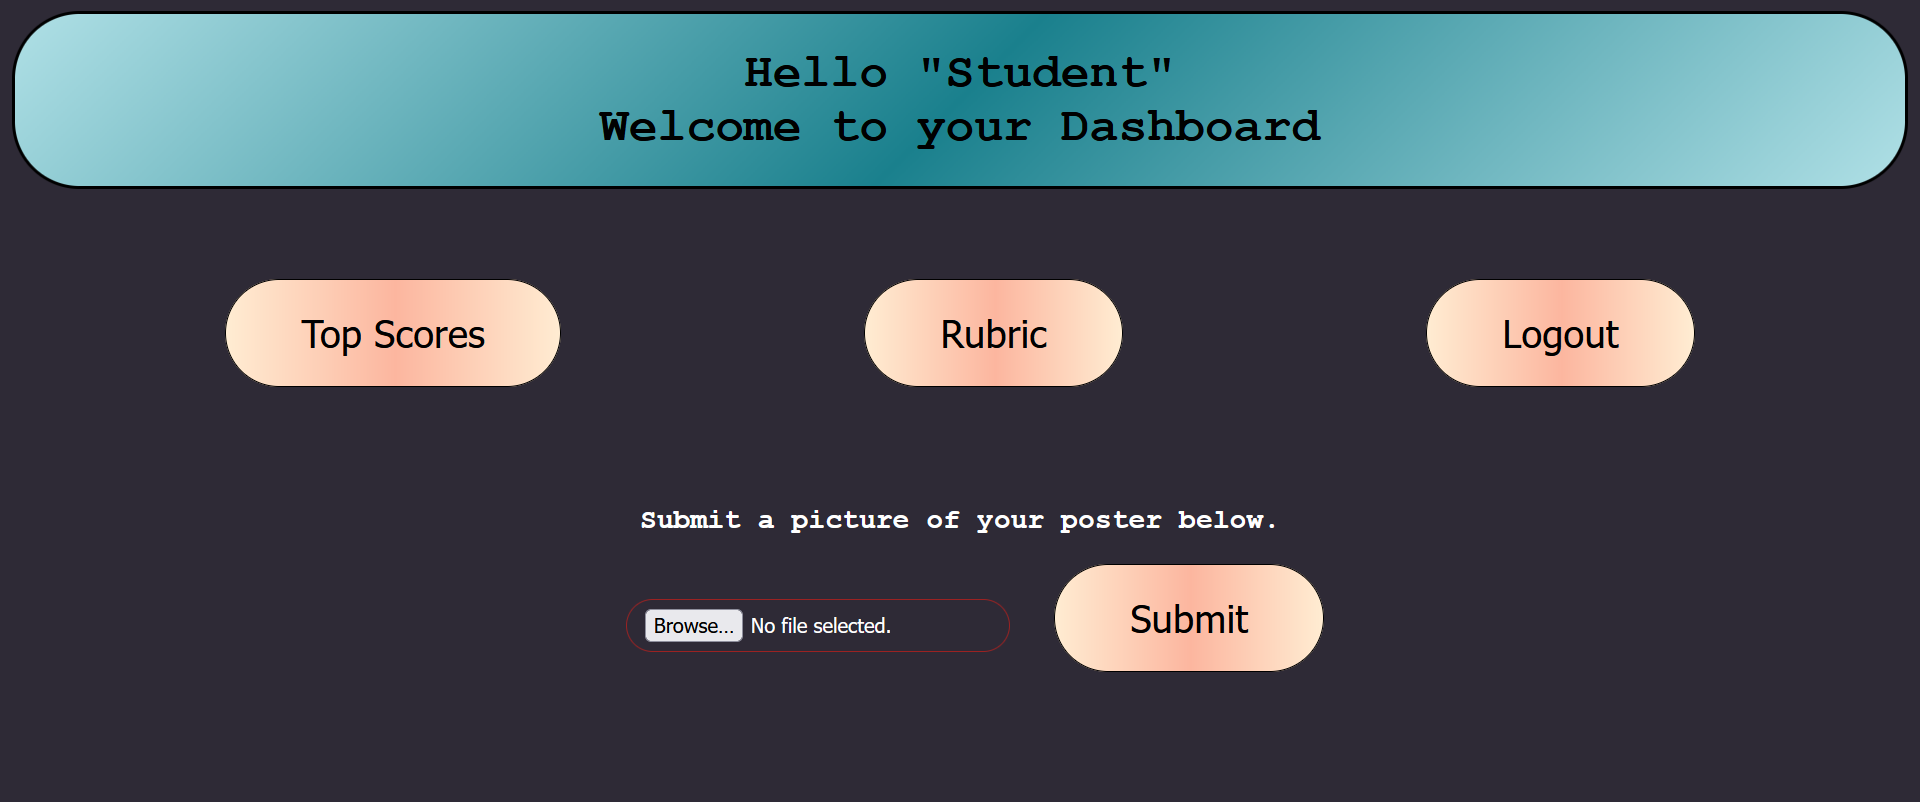 Hello "Student"
Welcome to your Dashboard
Top Scores
Rubric
Logout
Submit a picture of your poster below.
Browse... No file selected.
Submit